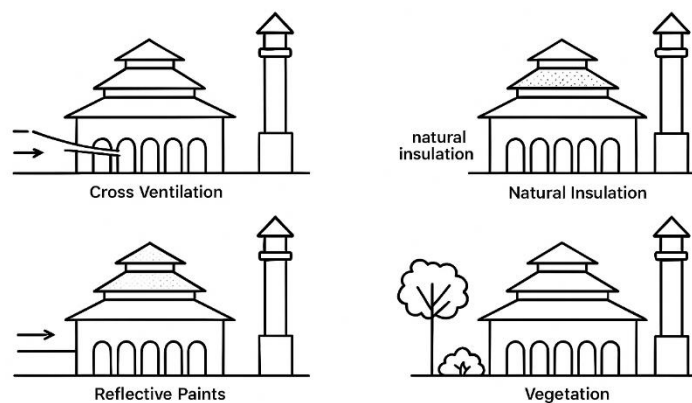 Cross Ventilation
natural
insulation
Natural Insulation
Reflective Paints
Vegetation